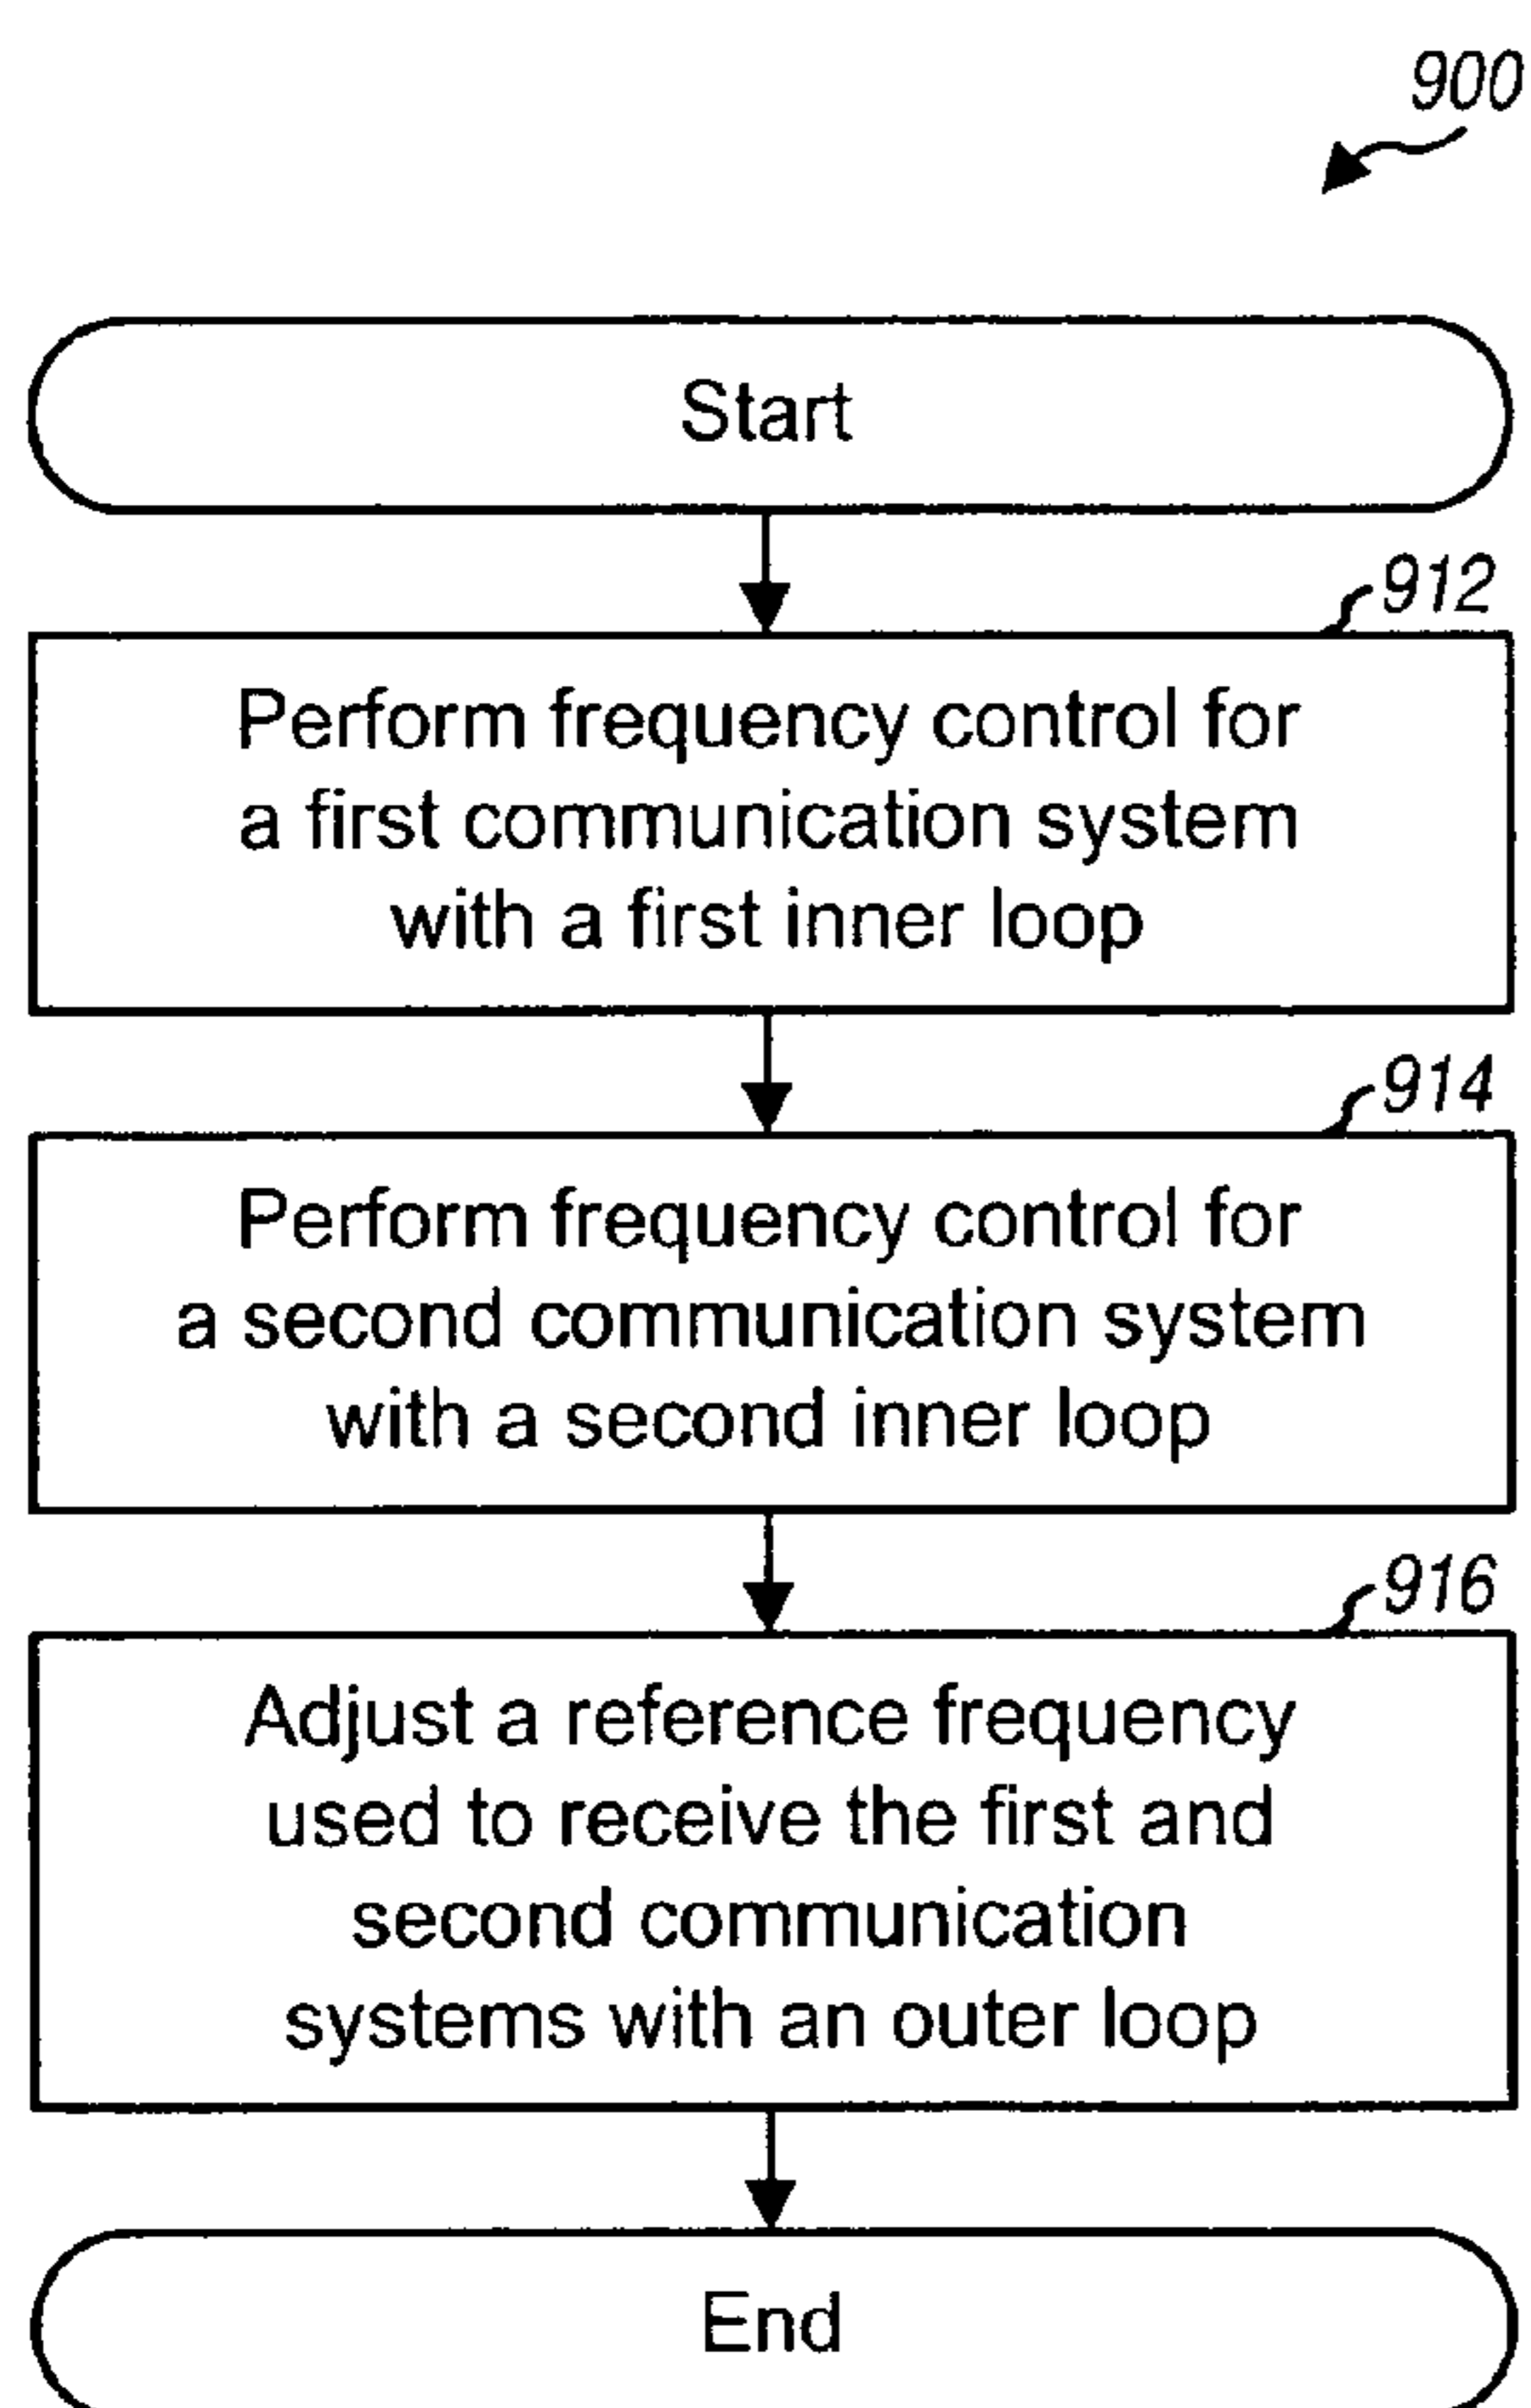 900
Start
912
Perform frequency control for
a first communication system
with a first inner loop
914
Perform frequency control for
a second communication system
with a second inner loop
916
Adjust a reference frequency
used to receive the first and
second communication
systems with an outer loop
End